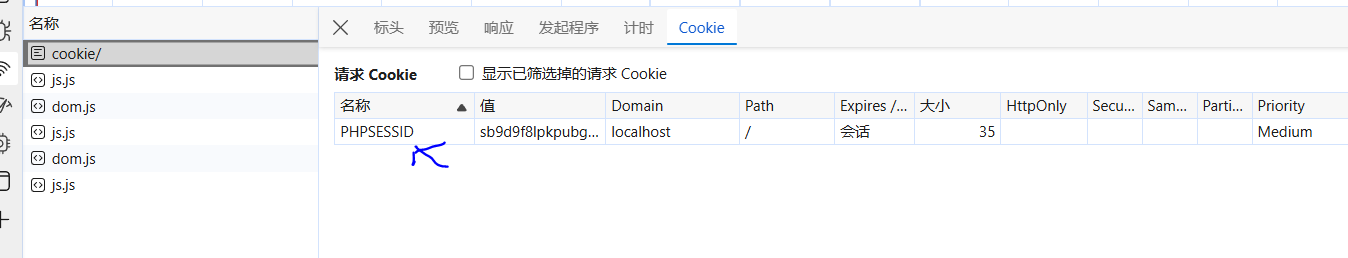 名称
标头 预览 响应 发起程序 计时 Cookie
cookie/
js.js
dom.js
js.js
dom.js
js.js
请求 Cookie 显示已筛选掉的请求 Cookie
名称 值 Domain Path Expires /... 大小 HttpOnly Secu... Sam... Parti... Priority
PHPSESSID sb9d9f8lpkpubg... localhost / 会话 35 Medium